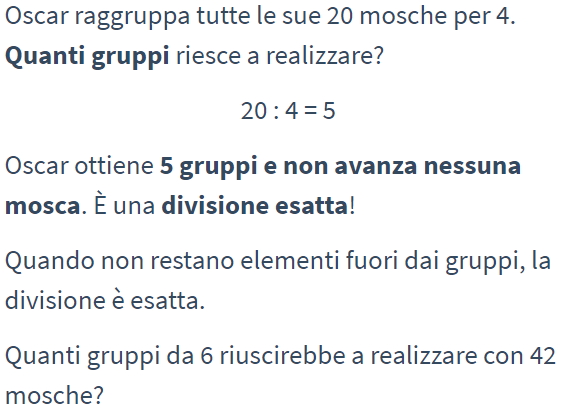 Oscar raggruppa tutte le sue 20 mosche per 4.
Quanti gruppi riesce a realizzare?
20 : 4 = 5
Oscar ottiene 5 gruppi e non avanza nessuna
mosca. È una divisione esatta!
Quando non restano elementi fuori dai gruppi, la
divisione è esatta.
Quanti gruppi da 6 riuscirebbe a realizzare con 42
mosche?